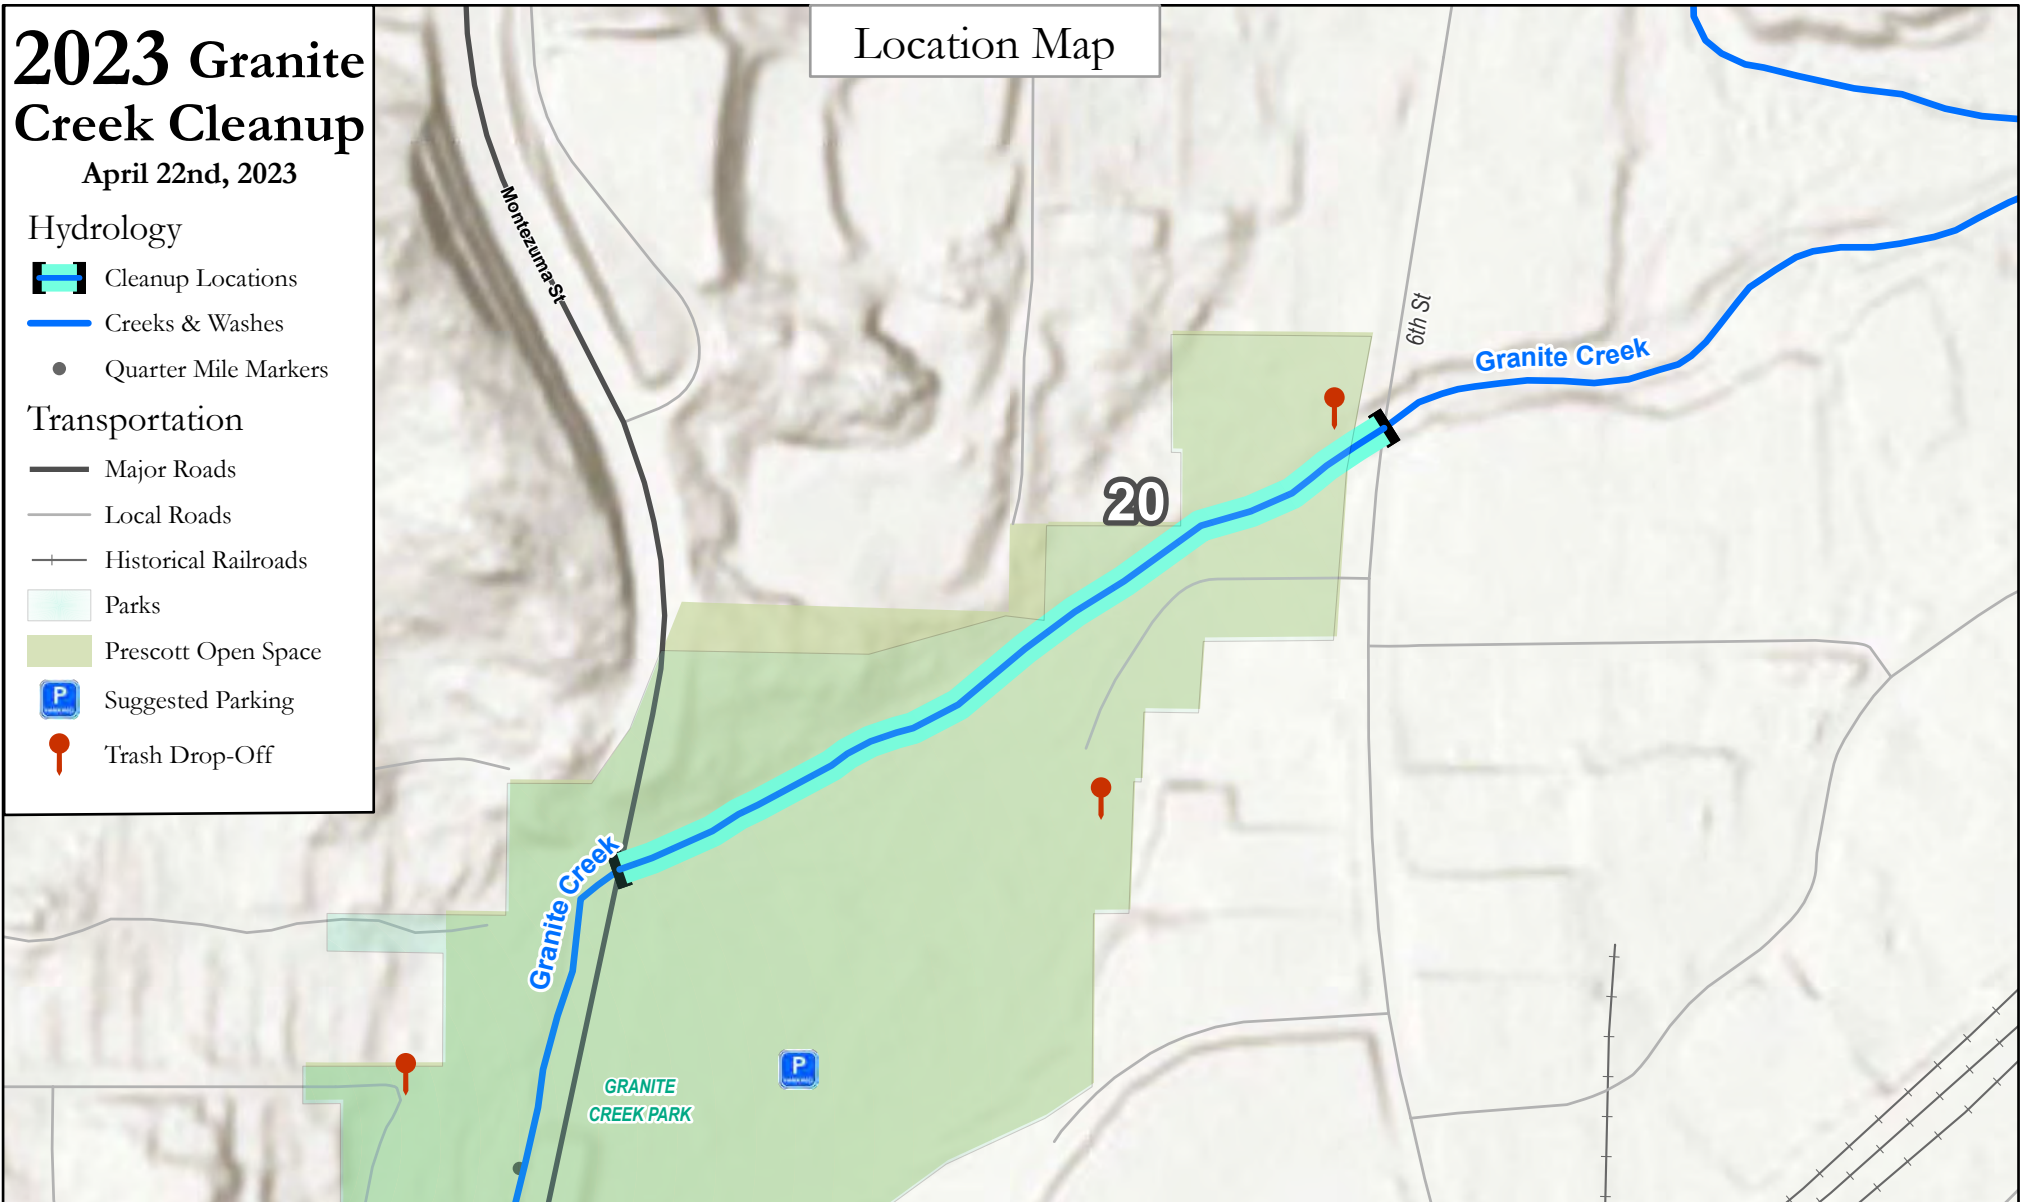 2023 Granite
Creek Cleanup
April 22nd, 2023
Hydrology
Cleanup Locations
Creeks & Washes
Quarter Mile Markers
Transportation
Major Roads
Local Roads
Historical Railroads
Parks
Prescott Open Space
P
Suggested Parking
Trash Drop-Off
Location Map
Montezuma St
6th St
Granite Creek
20
Granite Creek
P
GRANITE
CREEK PARK